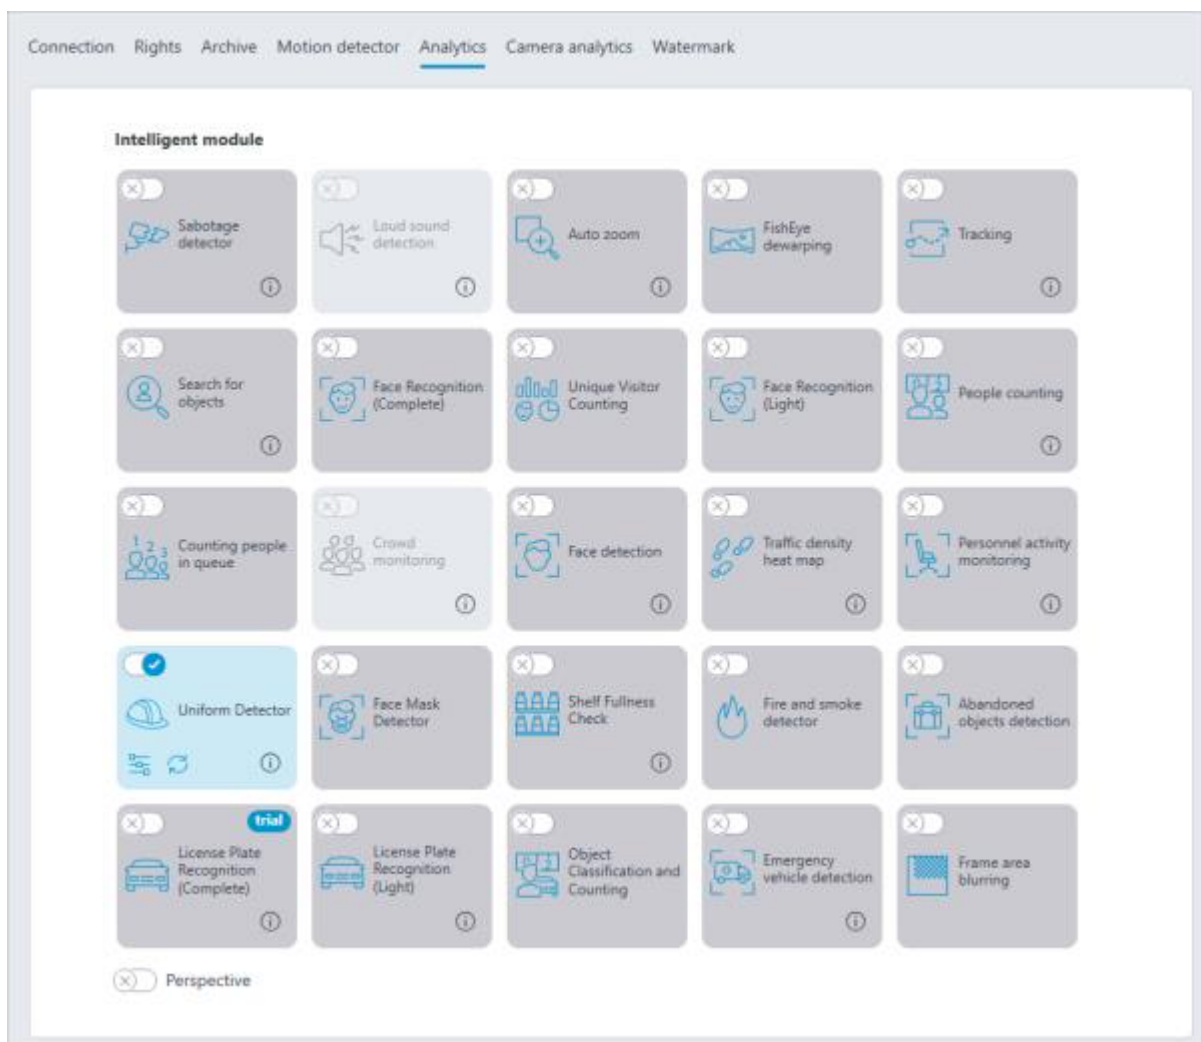 Connection Rights Archive Motion detector Analytics Camera analytics Watermark
Intelligent module
Sabotage
detector
Loud sound
detection
Auto zoom
FishEye
dewarping
Tracking
Search for
objects
Face Recognition
(Complete)
Unique Visitor
Counting
Face Recognition
(Light)
People counting
1 2 3
Counting people
in queue
Crowd
monitoring
Face detection
Traffic density
heat map
Personnel activity
monitoring
Uniform Detector
Face Mask
Detector
Shelf Fullness
Check
Fire and smoke
detector
Abandoned
objects detection
trial
License Plate
Recognition
(Complete)
License Plate
Recognition
(Light)
Object
Classification and
Counting
Emergency
vehicle detection
Frame area
blurring
Perspective